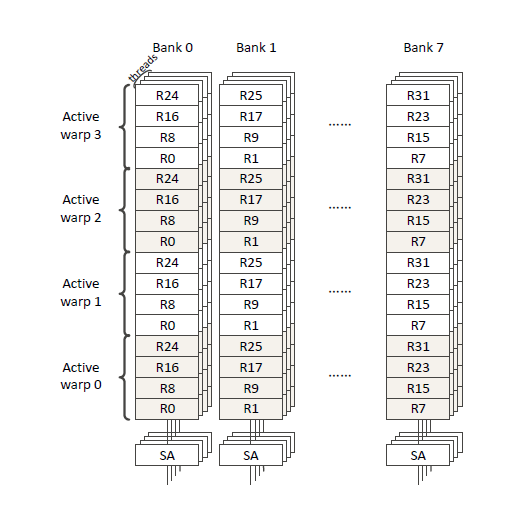 Bank 0 Bank 1 Bank 7
threads
R24 R25 R31
Active R16 R17 ...... R23
warp 3 R8 R9 R15
R0 R1 R7
R24 R25 R31
Active R16 R17 ...... R23
warp 2 R8 R9 R15
R0 R1 R7
R24 R25 R31
Active R16 R17 ...... R23
warp 1 R8 R9 R15
R0 R1 R7
R24 R25 R31
Active R16 R17 ...... R23
warp 0 R8 R9 R15
R0 R1 R7
SA SA SA